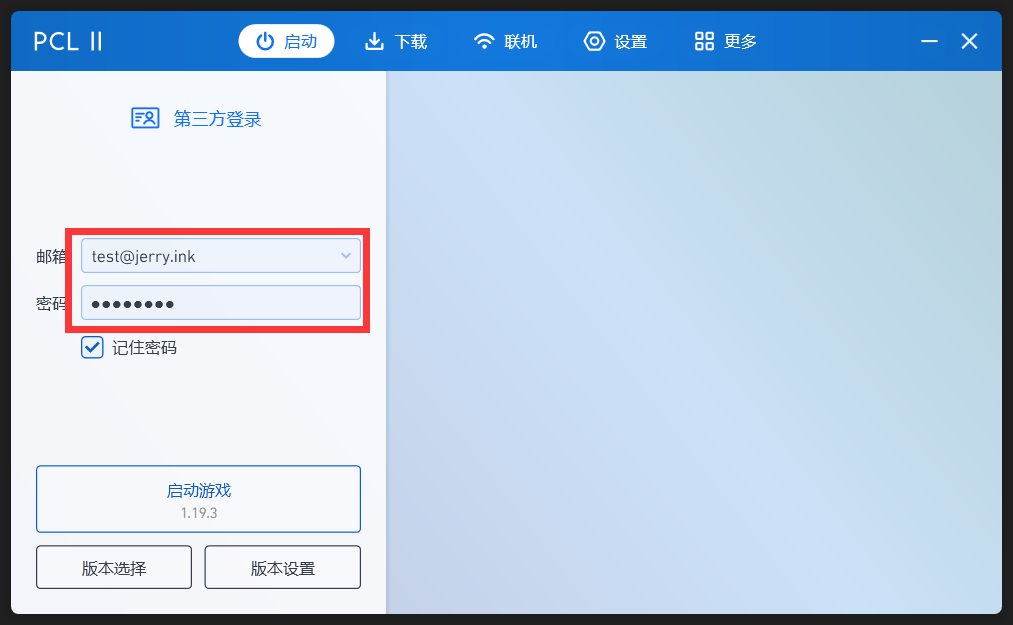 PCL II 启动 下载 联机 设置 更多
第三方登录
邮箱 test@jerry.ink
密码 ●●●●●●●●
记住密码
启动游戏
1.19.3
版本选择 版本设置